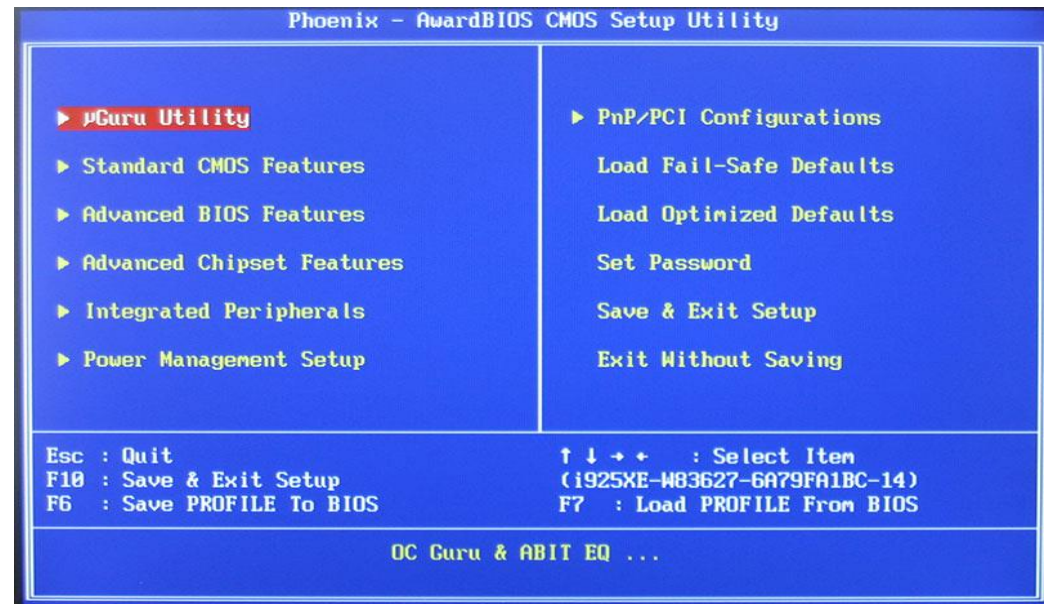 Phoenix - AwardBIOS CMOS Setup Utility
► µGuru Utility
► Standard CMOS Features
► Advanced BIOS Features
► Advanced Chipset Features
► Integrated Peripherals
► Power Management Setup
► PnP/PCI Configurations
Load Fail-Safe Defaults
Load Optimized Defaults
Set Password
Save & Exit Setup
Exit Without Saving
Esc : Quit
F10 : Save & Exit Setup
F6 : Save PROFILE To BIOS
↑ ↓ → ← : Select Item
(i925XE-W83627-6A79FA1BC-14)
F7 : Load PROFILE From BIOS
OC Guru & ABIT EQ ...